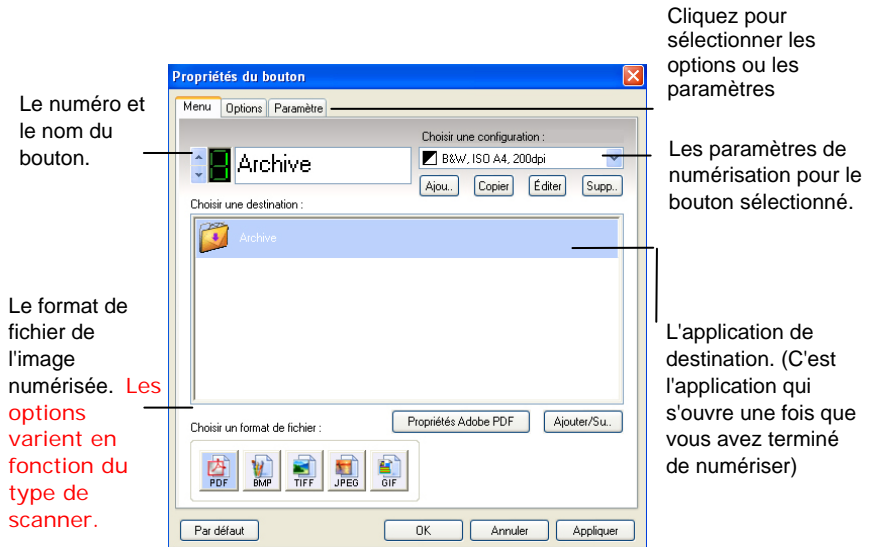 Cliquez pour
sélectionner les
options ou les
paramètres
Propriétés du bouton
Le numéro et
le nom du
bouton.
Menu Options Paramètre
Choisir une configuration :
Archive
B&W, ISO A4, 200dpi
Ajou.. Copier Éditer Supp..
Les paramètres de
numérisation pour le
bouton sélectionné.
Choisir une destination :
Archive
Le format de
fichier de
l'image
numérisée. Les
options
varient en
fonction du
type de
scanner.
L'application de
destination. (C'est
l'application qui
s'ouvre une fois que
vous avez terminé
de numériser)
Propriétés Adobe PDF Ajouter/Su..
Choisir un format de fichier :
PDF BMP TIFF JPEG GIF
Par défaut OK Annuler Appliquer